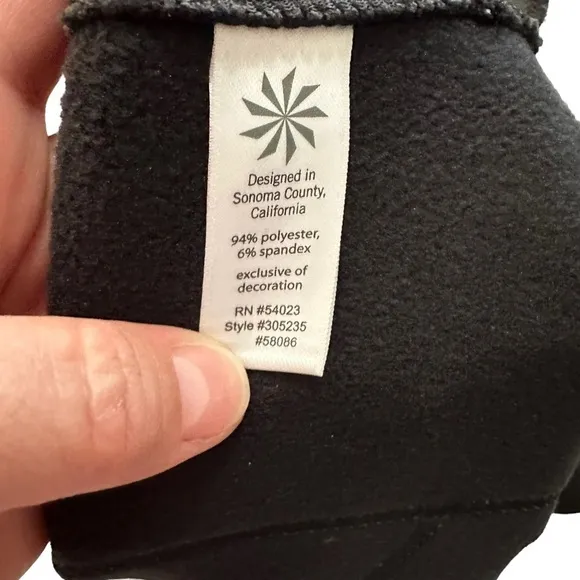 Designed in
Sonoma County,
California
94% polyester,
6% spandex
exclusive of
decoration
RN #54023
Style #305235
#58086